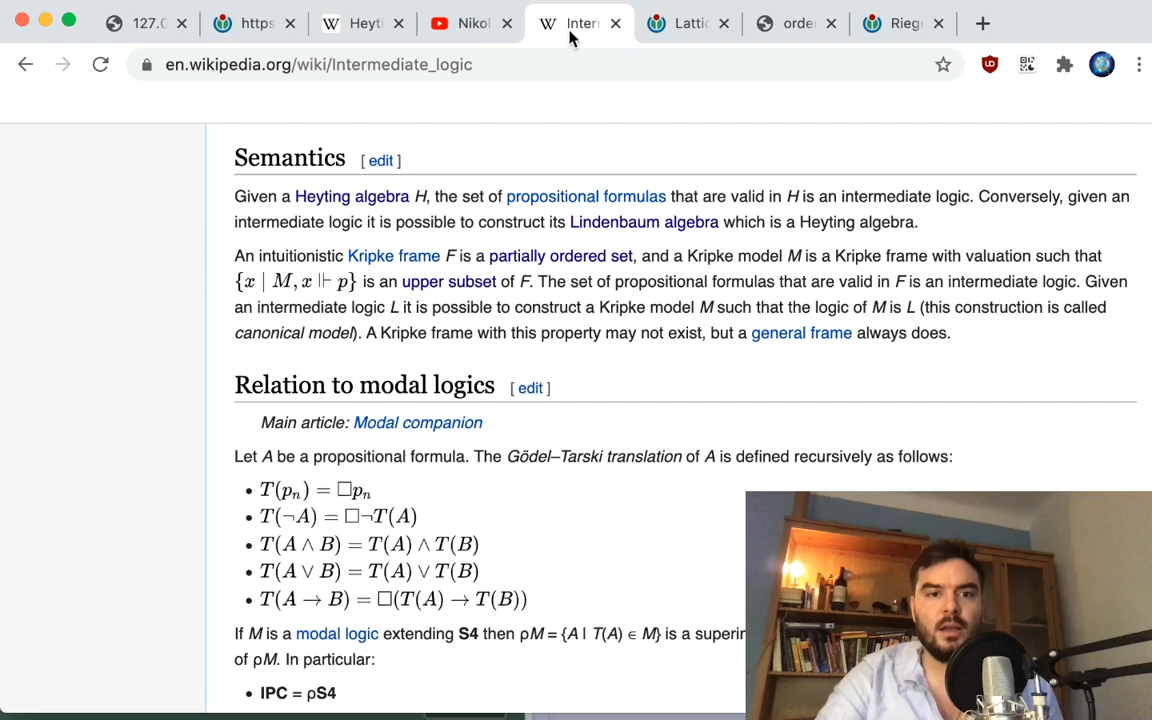 127.0 https Heyti Nikol Inter Lattic orde Riege
en.wikipedia.org/wiki/Intermediate_logic
Semantics [ edit ]
Given a Heyting algebra H, the set of propositional formulas that are valid in H is an intermediate logic. Conversely, given an
intermediate logic it is possible to construct its Lindenbaum algebra which is a Heyting algebra.
An intuitionistic Kripke frame F is a partially ordered set, and a Kripke model M is a Kripke frame with valuation such that
{x | M, x ⊩ p} is an upper subset of F. The set of propositional formulas that are valid in F is an intermediate logic. Given
an intermediate logic L it is possible to construct a Kripke model M such that the logic of M is L (this construction is called
canonical model). A Kripke frame with this property may not exist, but a general frame always does.
Relation to modal logics [ edit ]
Main article: Modal companion
Let A be a propositional formula. The Gödel–Tarski translation of A is defined recursively as follows:
• T(pₙ) = □pₙ
• T(¬A) = □¬T(A)
• T(A ∧ B) = T(A) ∧ T(B)
• T(A ∨ B) = T(A) ∨ T(B)
• T(A → B) = □(T(A) → T(B))
If M is a modal logic extending S4 then ρM = {A | T(A) ∈ M} is a superin
of ρM. In particular:
• IPC = ρS4